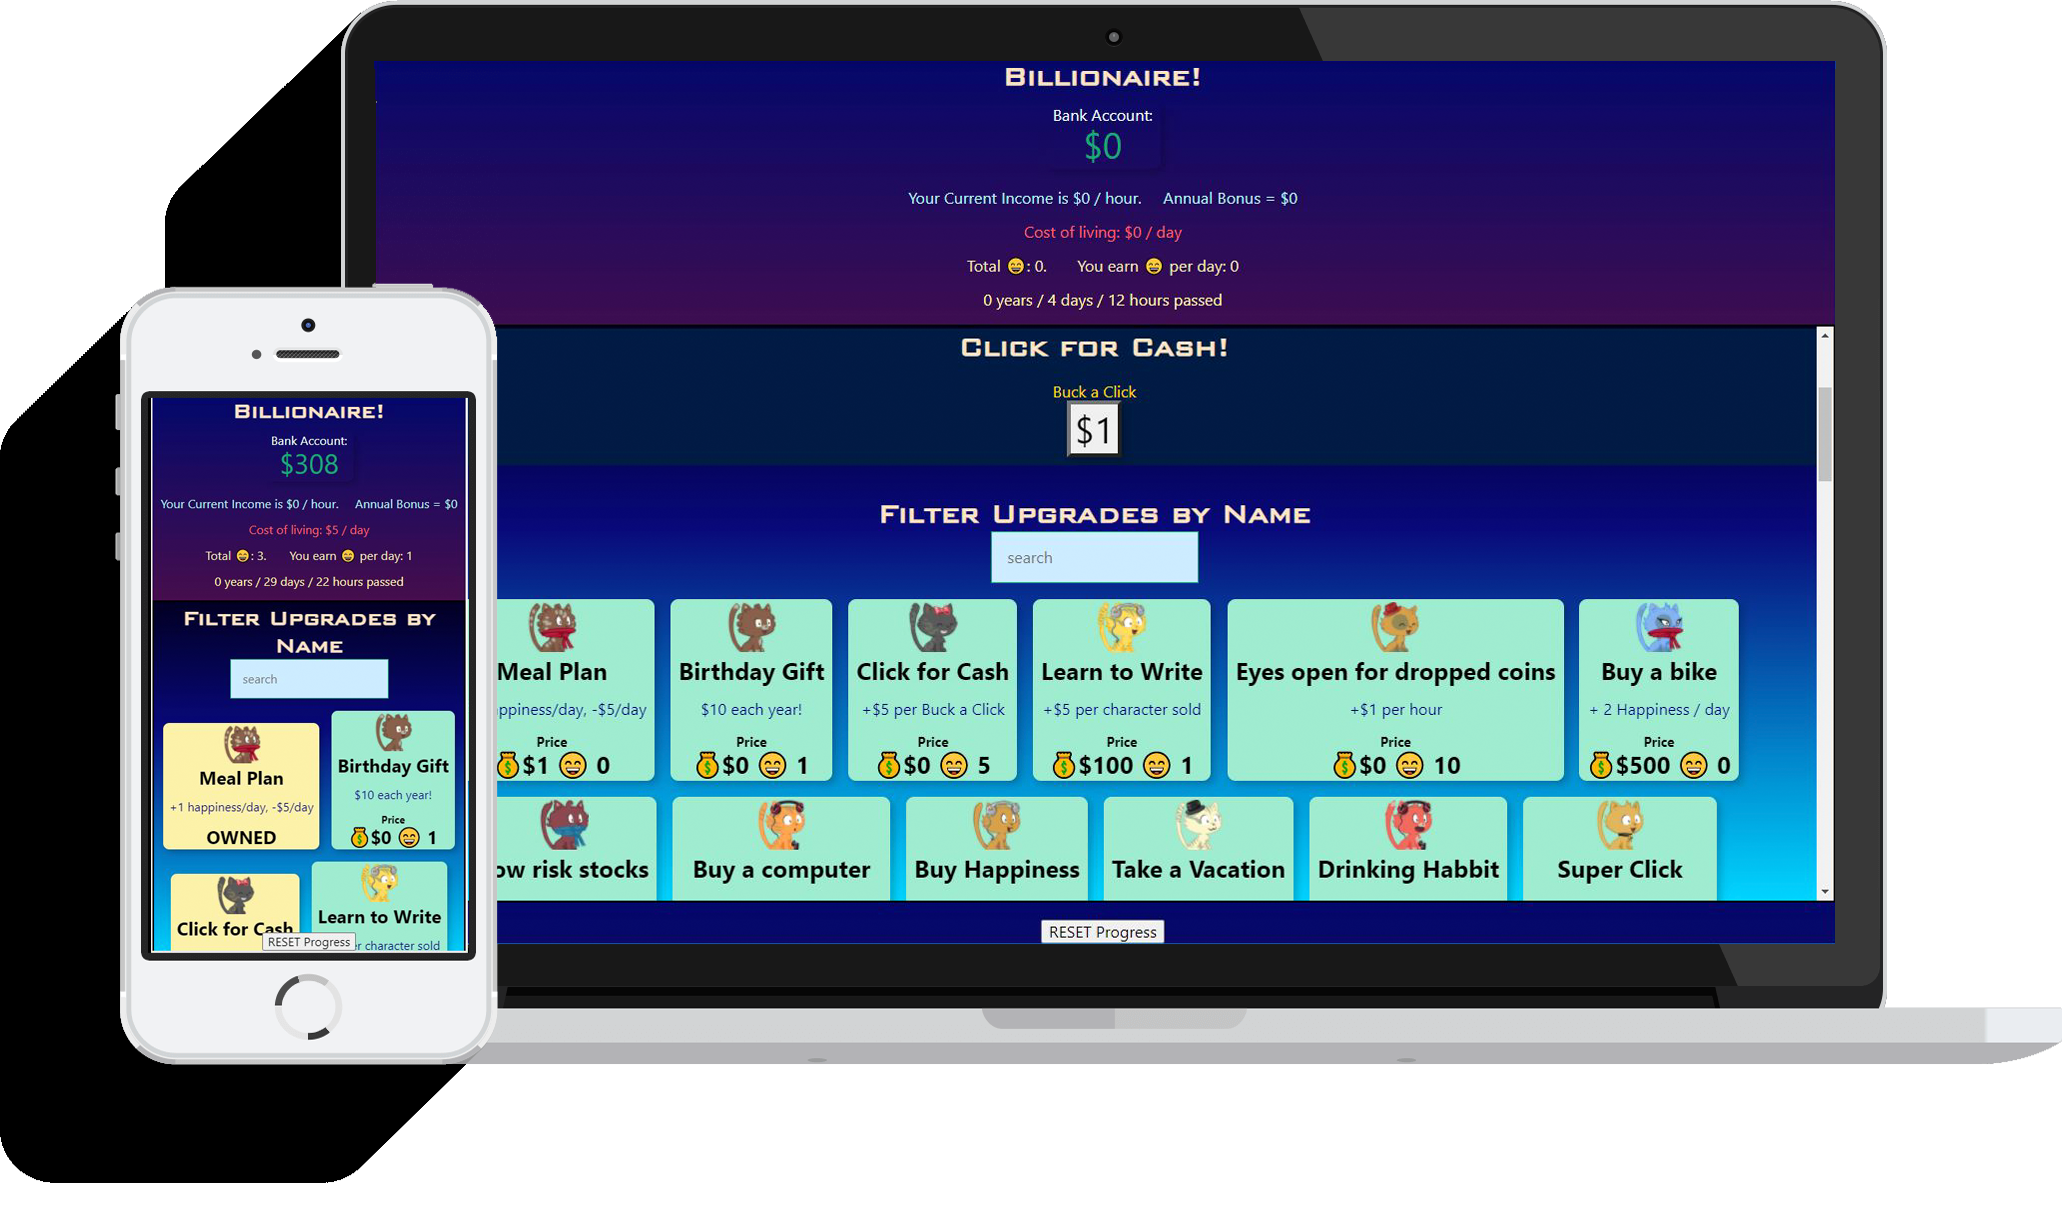 Billionaire!
Bank Account:
$0
Your Current Income is $0 / hour. Annual Bonus = $0
Cost of living: $0 / day
Total 😄: 0. You earn 😄 per day: 0
0 years / 4 days / 12 hours passed
Click for Cash!
Buck a Click
$1
Filter Upgrades by Name
search
Meal Plan
ppiness/day, -$5/day
Price
💰$1 😄 0
Birthday Gift
$10 each year!
Price
💰$0 😄 1
Click for Cash
+$5 per Buck a Click
Price
💰$0 😄 5
Learn to Write
+$5 per character sold
Price
💰$100 😄 1
Eyes open for dropped coins
+$1 per hour
Price
💰$0 😄 10
Buy a bike
+ 2 Happiness / day
Price
💰$500 😄 0
ow risk stocks
Buy a computer
Buy Happiness
Take a Vacation
Drinking Habbit
Super Click
RESET Progress
Billionaire!
Bank Account:
$308
Your Current Income is $0 / hour. Annual Bonus = $0
Cost of living: $5 / day
Total 😄: 3. You earn 😄 per day: 1
0 years / 29 days / 22 hours passed
Filter Upgrades by
Name
search
Meal Plan
+1 happiness/day, -$5/day
OWNED
Birthday Gift
$10 each year!
Price
💰$0 😄 1
Click for Cash
Learn to Write
r character sold
RESET Progress